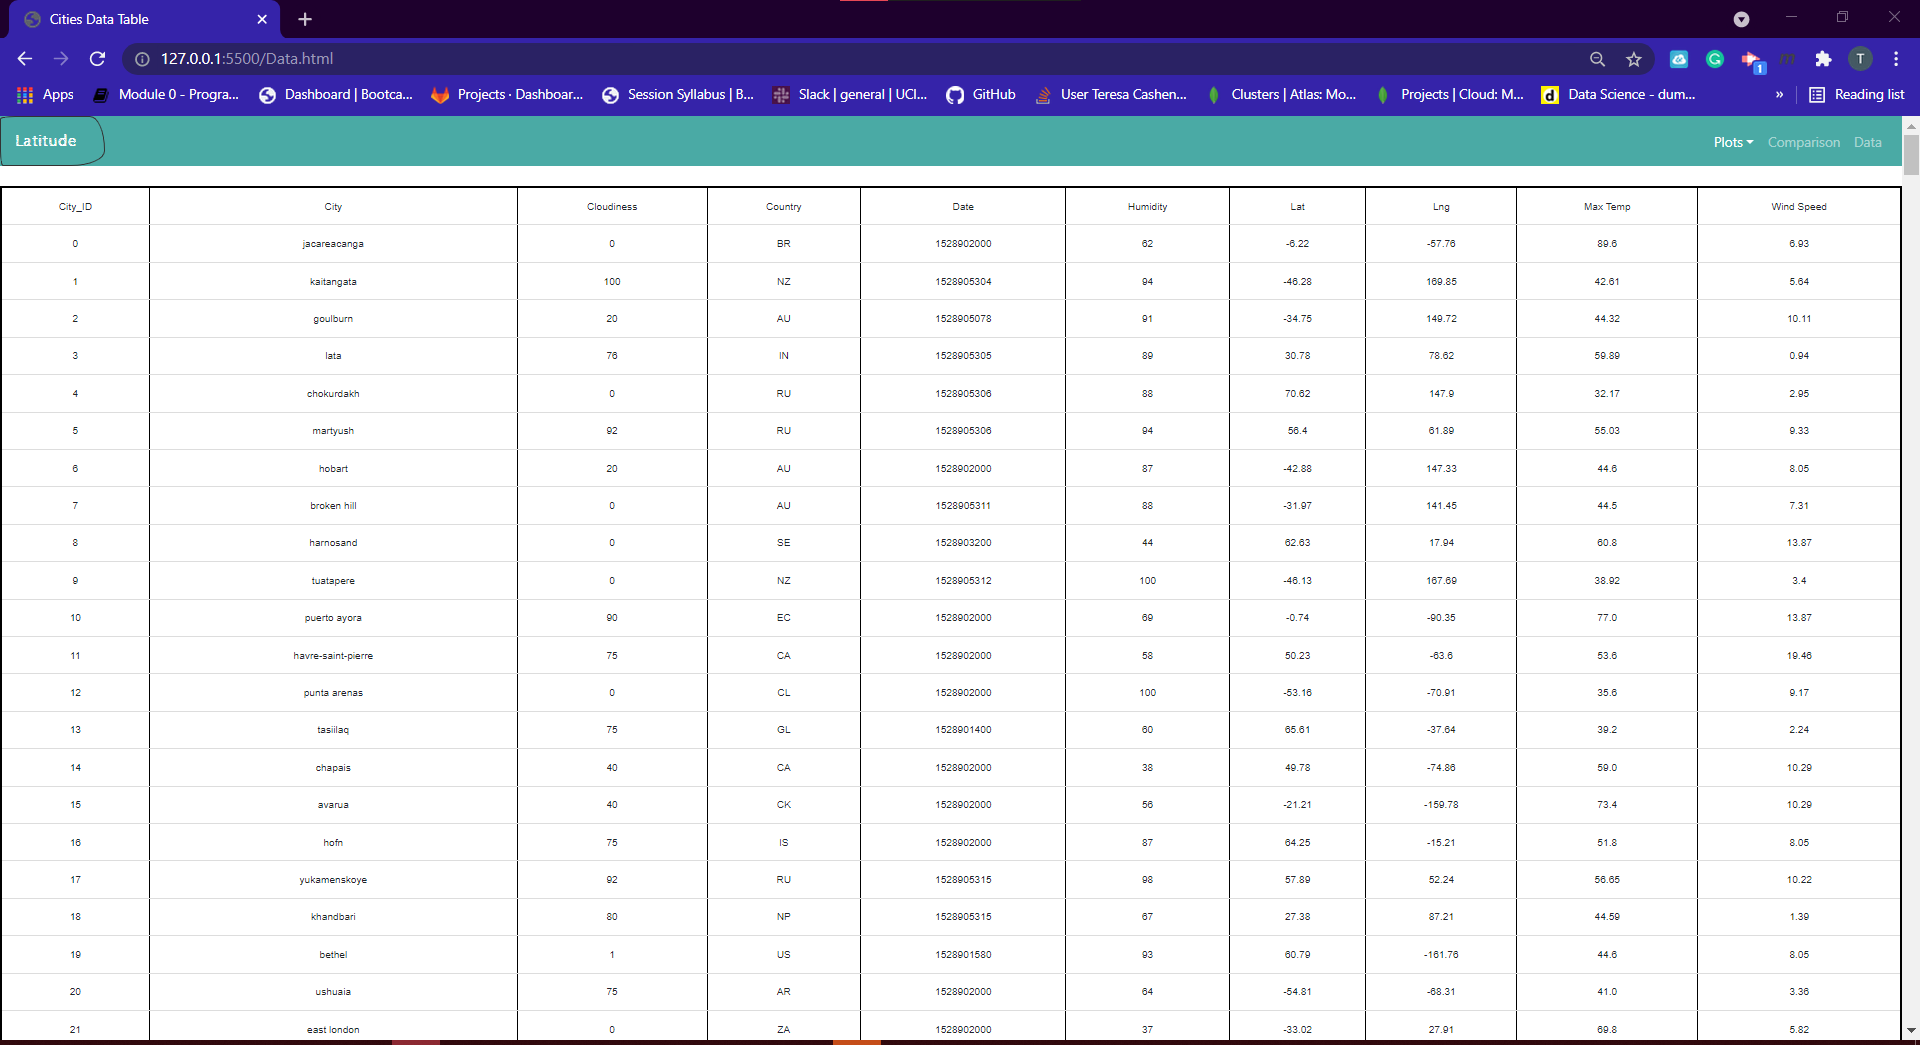 Cities Data Table
127.0.0.1:5500/Data.html
T
1
Apps Module 0 - Progra... Dashboard | Bootca... Projects · Dashboar... Session Syllabus | B... Slack | general | UCI... GitHub User Teresa Cashen... Clusters | Atlas: Mo... Projects | Cloud: M... Data Science - dum... » Reading list
Latitude Plots Comparison Data
City_ID City Cloudiness Country Date Humidity Lat Lng Max Temp Wind Speed
0 jacareacanga 0 BR 1528902000 62 -6.22 -57.76 89.6 6.93
1 kaitangata 100 NZ 1528905304 94 -46.28 169.85 42.61 5.64
2 goulburn 20 AU 1528905078 91 -34.75 149.72 44.32 10.11
3 lata 76 IN 1528905305 89 30.78 78.62 59.89 0.94
4 chokurdakh 0 RU 1528905306 88 70.62 147.9 32.17 2.95
5 martyush 92 RU 1528905306 94 56.4 61.89 55.03 9.33
6 hobart 20 AU 1528902000 87 -42.88 147.33 44.6 8.05
7 broken hill 0 AU 1528905311 88 -31.97 141.45 44.5 7.31
8 harnosand 0 SE 1528903200 44 62.63 17.94 60.8 13.87
9 tuatapere 0 NZ 1528905312 100 -46.13 167.69 38.92 3.4
10 puerto ayora 90 EC 1528902000 69 -0.74 -90.35 77.0 13.87
11 havre-saint-pierre 75 CA 1528902000 58 50.23 -63.6 53.6 19.46
12 punta arenas 0 CL 1528902000 100 -53.16 -70.91 35.6 9.17
13 tasiilaq 75 GL 1528901400 60 65.61 -37.64 39.2 2.24
14 chapais 40 CA 1528902000 38 49.78 -74.86 59.0 10.29
15 avarua 40 CK 1528902000 56 -21.21 -159.78 73.4 10.29
16 hofn 75 IS 1528902000 87 64.25 -15.21 51.8 8.05
17 yukamenskoye 92 RU 1528905315 98 57.89 52.24 56.65 10.22
18 khandbari 80 NP 1528905315 67 27.38 87.21 44.59 1.39
19 bethel 1 US 1528901580 93 60.79 -161.76 44.6 8.05
20 ushuaia 75 AR 1528902000 64 -54.81 -68.31 41.0 3.36
21 east london 0 ZA 1528902000 37 -33.02 27.91 69.8 5.82